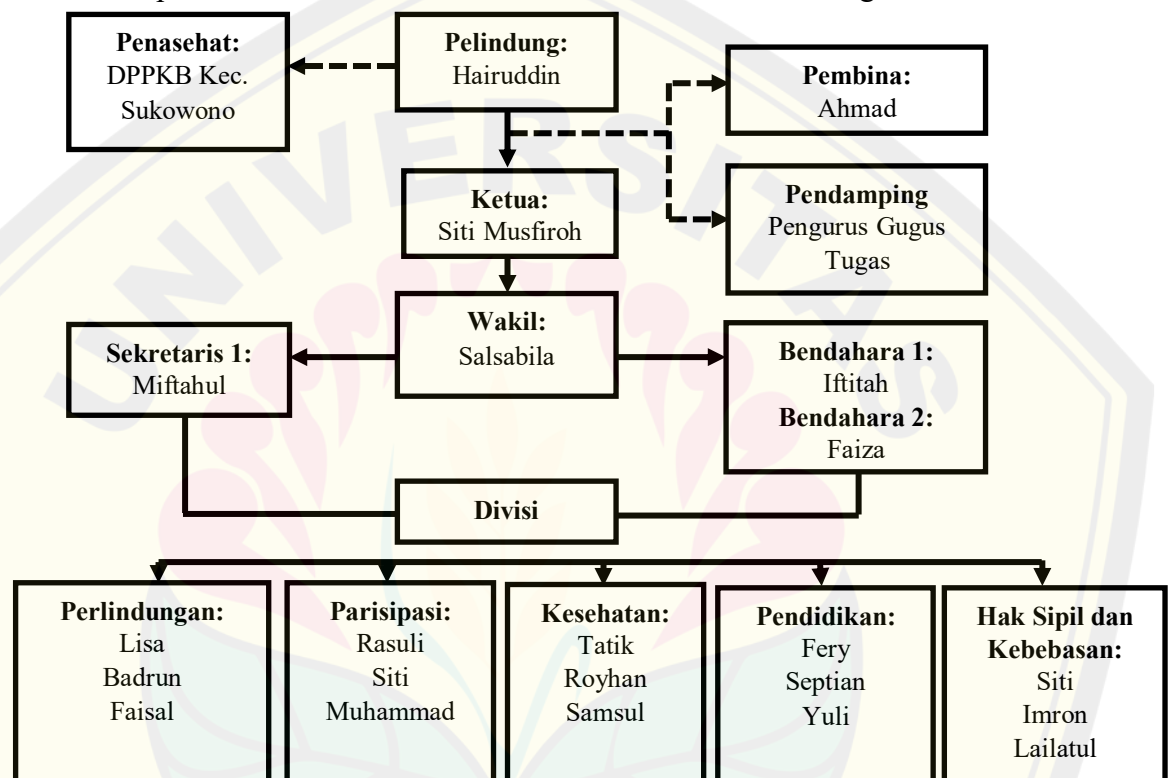 Penasehat:
DPPKB Kec.
Sukowono
Pelindung:
Hairuddin
Pembina:
Ahmad
Pendamping
Pengurus Gugus
Tugas
Ketua:
Siti Musfiroh
Wakil:
Salsabila
Sekretaris 1:
Miftahul
Bendahara 1:
Iftitah
Bendahara 2:
Faiza
Divisi
Perlindungan:
Lisa
Badrun
Faisal
Parisipasi:
Rasuli
Siti
Muhammad
Kesehatan:
Tatik
Royhan
Samsul
Pendidikan:
Fery
Septian
Yuli
Hak Sipil dan
Kebebasan:
Siti
Imron
Lailatul
UNIVERSITAS